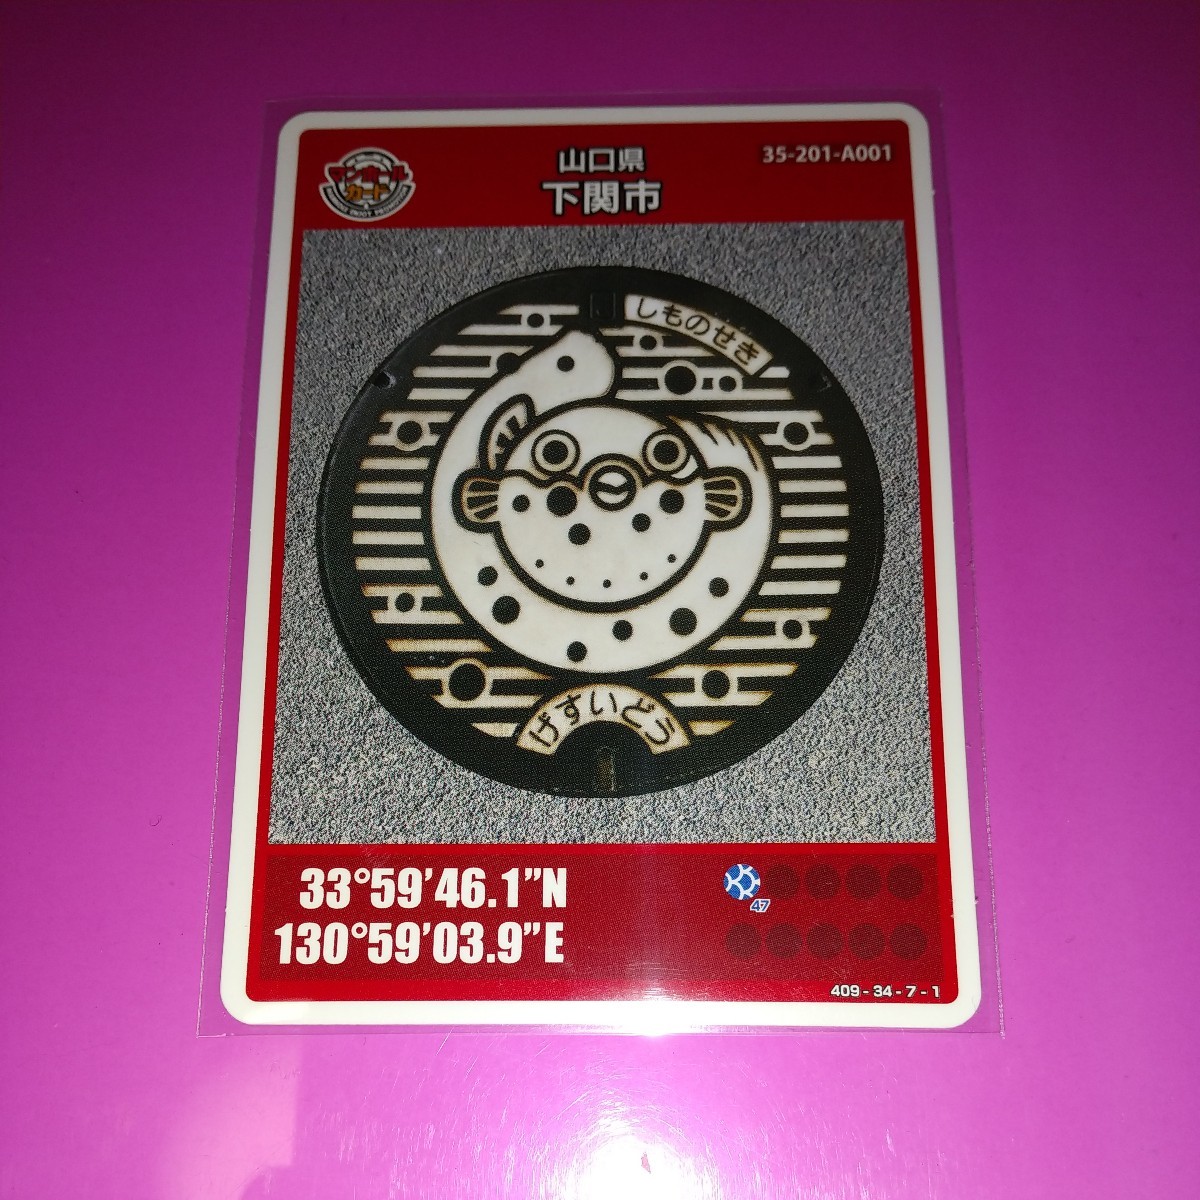 マンホール
カード
山口県
下関市
35-201-A001
しものせき
げすいどう
33°59’46.1”N
130°59’03.9”E
47
409-34-7-1